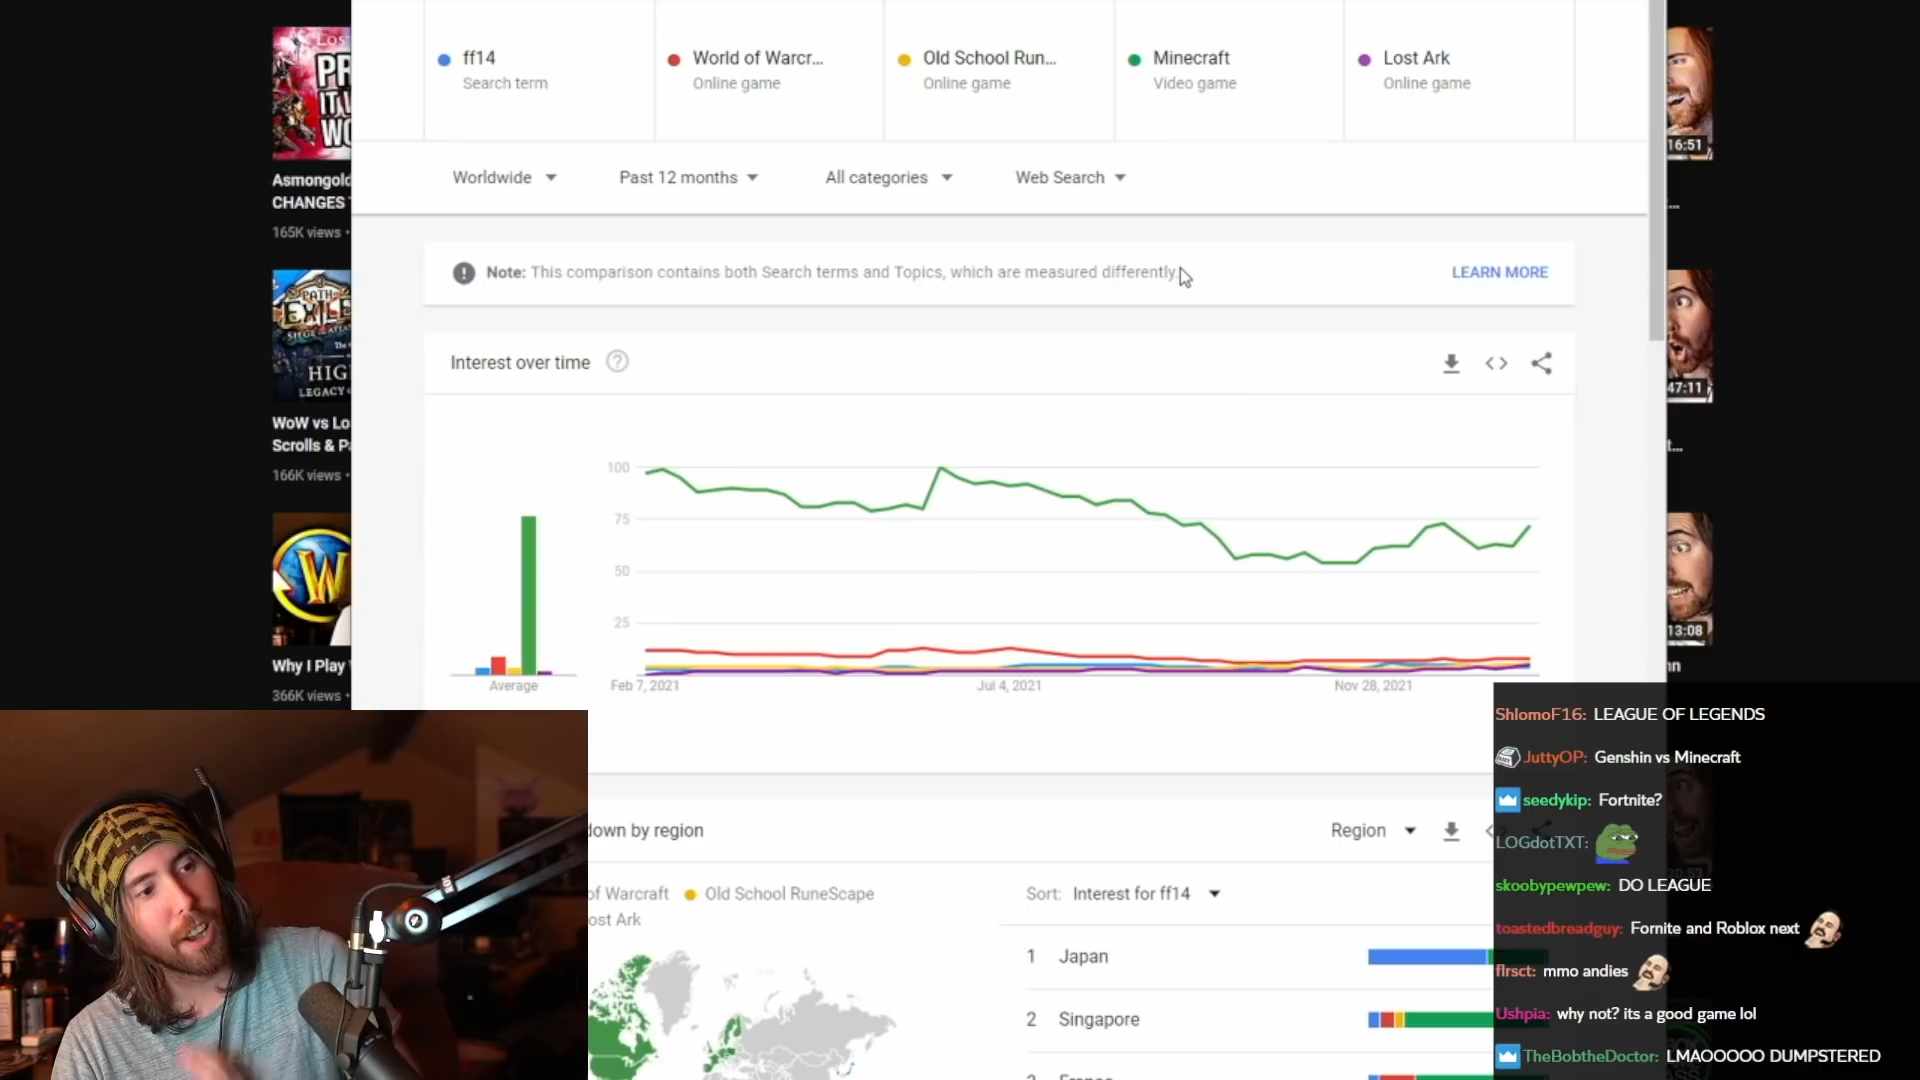 ff14
Search term
World of Warcr...
Online game
Old School Run...
Online game
Minecraft
Video game
Lost Ark
Online game
Worldwide
Past 12 months
All categories
Web Search
Note: This comparison contains both Search terms and Topics, which are measured differently.
LEARN MORE
Interest over time
100
75
50
25
Average
Feb 7, 2021
Jul 4, 2021
Nov 28, 2021
down by region
Region
of Warcraft
Old School RuneScape
ost Ark
Sort: Interest for ff14
1 Japan
2 Singapore
Asmongold
CHANGES
165K views •
PATH
EXILE
HIG
LEGACY
WoW vs Lo
Scrolls & P
166K views •
W
Why I Play
366K views •
16:51
47:11
13:08
ShlomoF16: LEAGUE OF LEGENDS
JuttyOP: Genshin vs Minecraft
seedykip: Fortnite?
LOGdotTXT:
skoobypewpew: DO LEAGUE
toastedbreadguy: Fornite and Roblox next
flrsct: mmo andies
Ushpia: why not? its a good game lol
TheBobtheDoctor: LMAOOOOO DUMPSTERED